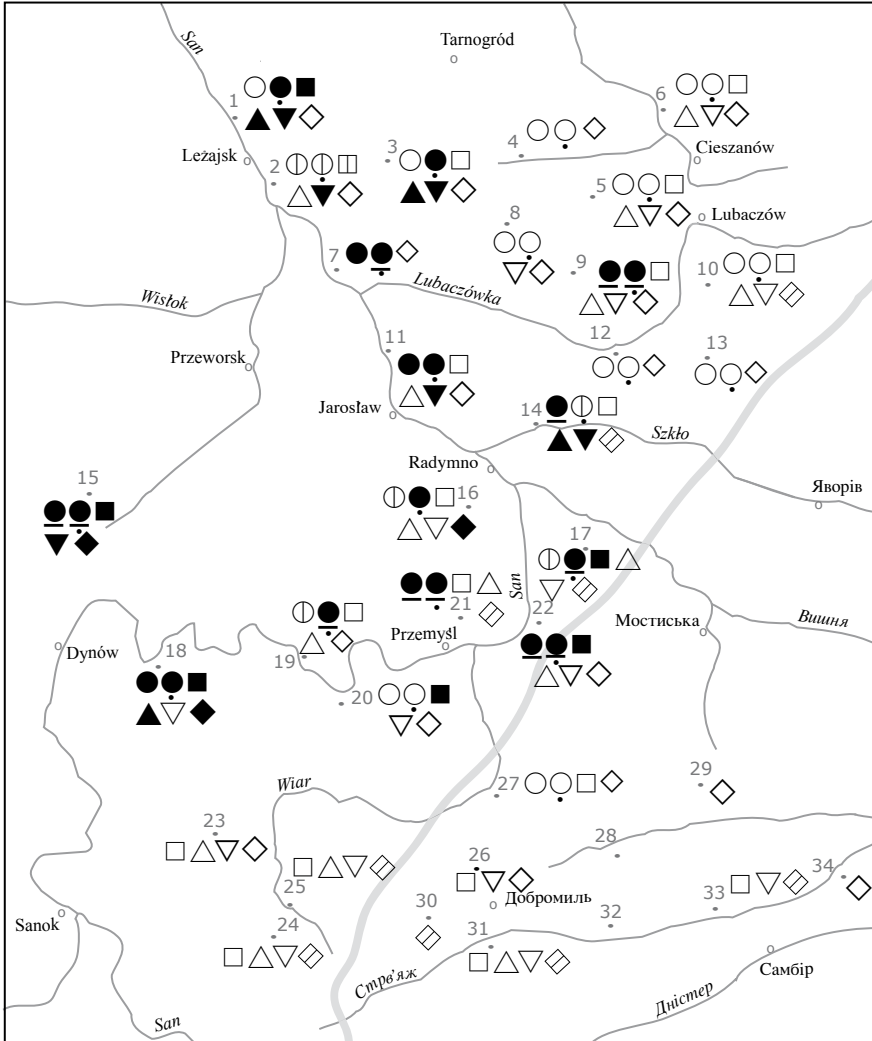 San
Tarnogród
1
6
3
4
Leżajsk
Cieszanów
2
5
8
Lubaczów
7
9
10
Lubaczówka
Wisłok
11
12
13
Przeworsk
Jarosław
14
Szkło
Radymno
15
16
Яворів
17
San
21
22
Мостиська
Вишня
Dynów
18
19
Przemyśl
20
Wiar
27
29
23
28
26
34
25
Добромиль
33
Sanok
30
32
24
31
Стрв'яж
Самбір
Дністер
San